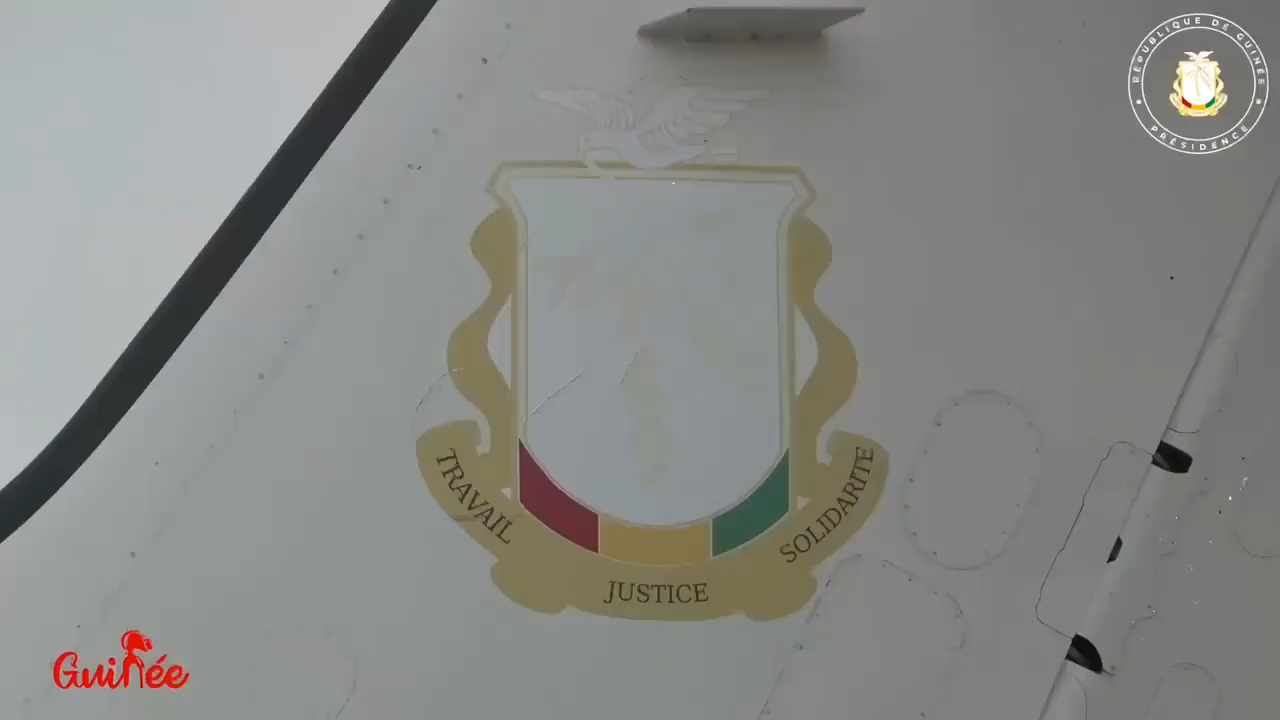 RÉPUBLIQUE DE GUINÉE
PRÉSIDENCE
TRAVAIL
JUSTICE
SOLIDARITE
Guinée